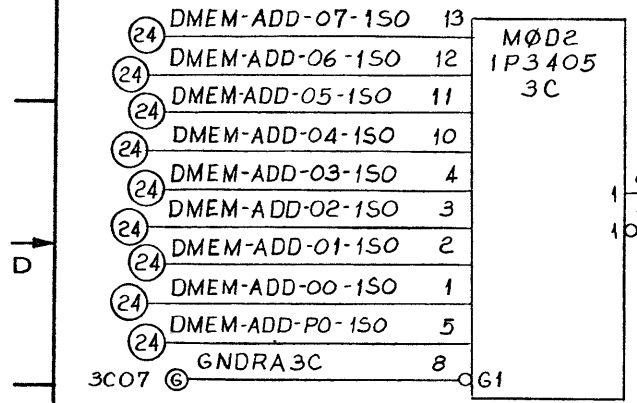 DMEM-ADD-07-1SO 13
24
MØD2
1P3405
3C
DMEM-ADD-06-1SO 12
24
DMEM-ADD-05-1SO 11
24
DMEM-ADD-04-1SO 10
24
DMEM-ADD-03-1SO 4
24
1
DMEM-ADD-02-1SO 3
24
1
DMEM-ADD-01-1SO 2
24
D
DMEM-ADD-00-1SO 1
24
DMEM-ADD-P0-1SO 5
24
GNDRA3C 8
3C07 G G1